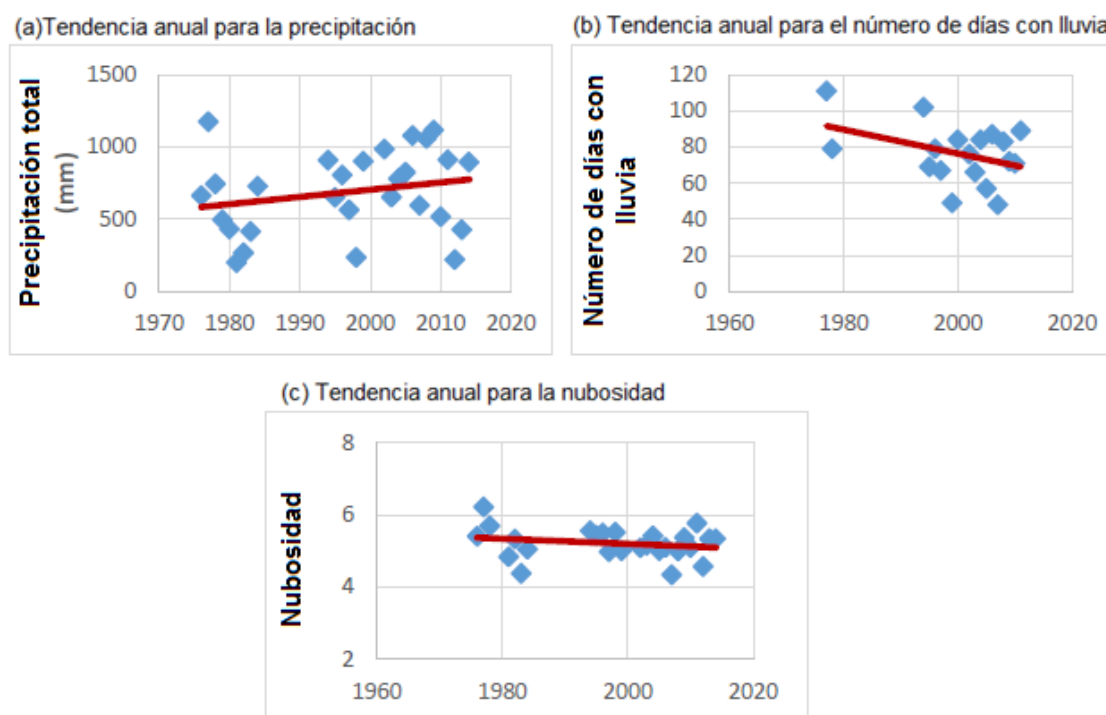 (a)Tendencia anual para la precipitación
Precipitación total
(mm)
1500
1000
500
0
1970 1980 1990 2000 2010 2020
(b) Tendencia anual para el número de días con lluvia
Número de días con
lluvia
120
100
80
60
40
20
0
1960 1980 2000 2020
(c) Tendencia anual para la nubosidad
Nubosidad
8
6
4
2
1960 1980 2000 2020